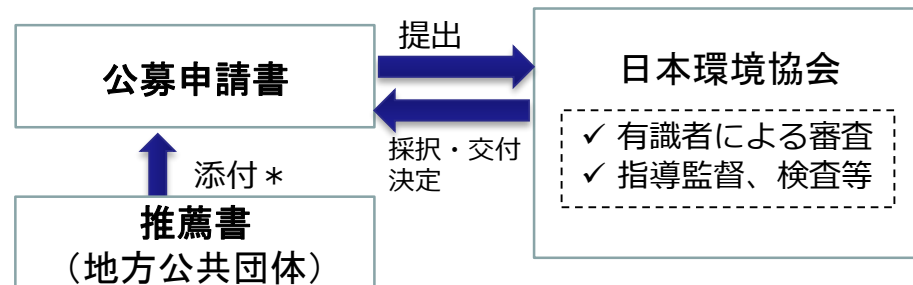 公募申請書
提出
日本環境協会
✓ 有識者による審査
✓ 指導監督、検査等
採択・交付
決定
添付＊
推薦書
（地方公共団体）